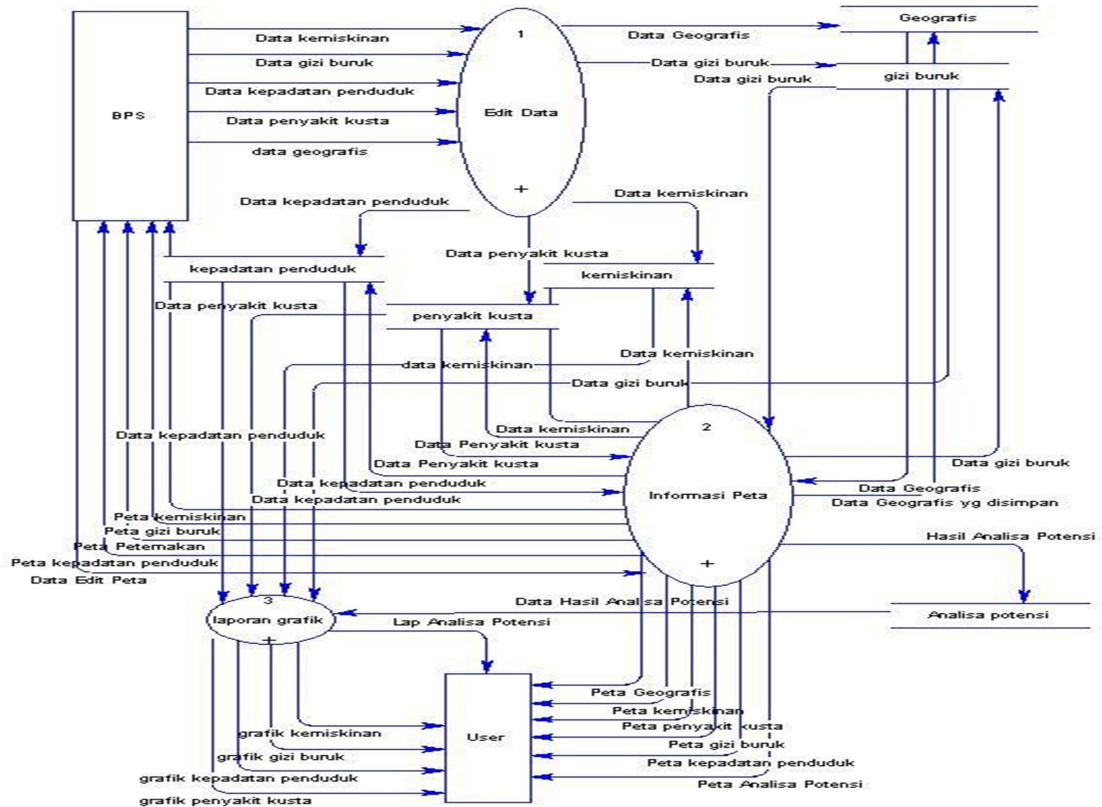 Data kemiskinan
Data gizi buruk
Data kepadatan penduduk
Data penyakit kusta
data geografis
BPS
1
Edit Data
+
Data Geografis
Geografis
Data gizi buruk
Data gizi buruk
gizi buruk
Data kepadatan penduduk
Data kemiskinan
Data penyakit kusta
kepadatan penduduk
kemiskinan
Data penyakit kusta
penyakit kusta
Data kemiskinan
data kemiskinan
Data gizi buruk
Data kemiskinan
Data kepadatan penduduk
Data Penyakit kusta
Data Penyakit kusta
Data kepadatan penduduk
Data kepadatan penduduk
2
Informasi Peta
+
Data gizi buruk
Data Geografis
Data Geografis yg disimpan
Peta kemiskinan
Peta gizi buruk
Peta Peternakan
Peta kepadatan penduduk
Data Edit Peta
Hasil Analisa Potensi
Data Hasil Analisa Potensi
Analisa potensi
3
laporan grafik
+
Lap Analisa Potensi
User
Peta Geografis
Peta kemiskinan
Peta penyakit kusta
Peta gizi buruk
Peta kepadatan penduduk
Peta Analisa Potensi
grafik kemiskinan
grafik gizi buruk
grafik kepadatan penduduk
grafik penyakit kusta